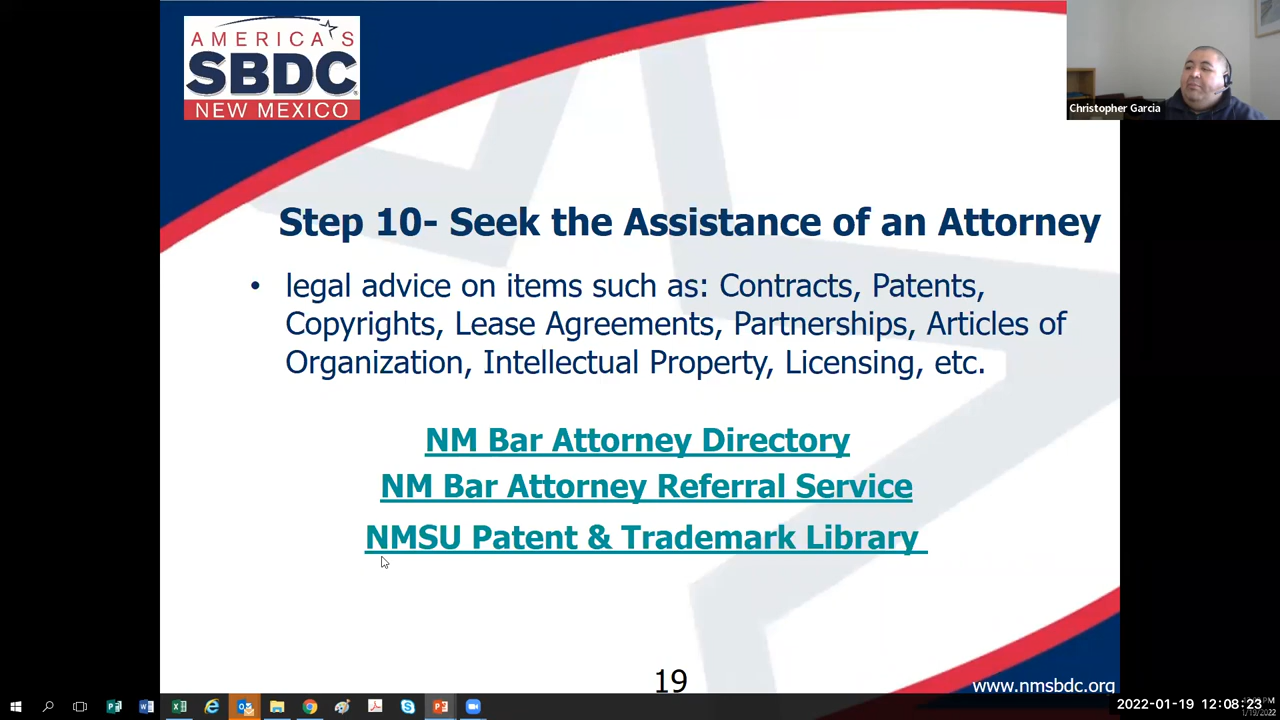 AMERICA'S
SBDC
NEW MEXICO
Christopher Garcia
Step 10- Seek the Assistance of an Attorney
• legal advice on items such as: Contracts, Patents,
Copyrights, Lease Agreements, Partnerships, Articles of
Organization, Intellectual Property, Licensing, etc.
NM Bar Attorney Directory
NM Bar Attorney Referral Service
NMSU Patent & Trademark Library
19
www.nmsbdc.org
2022-01-19 12:08:23